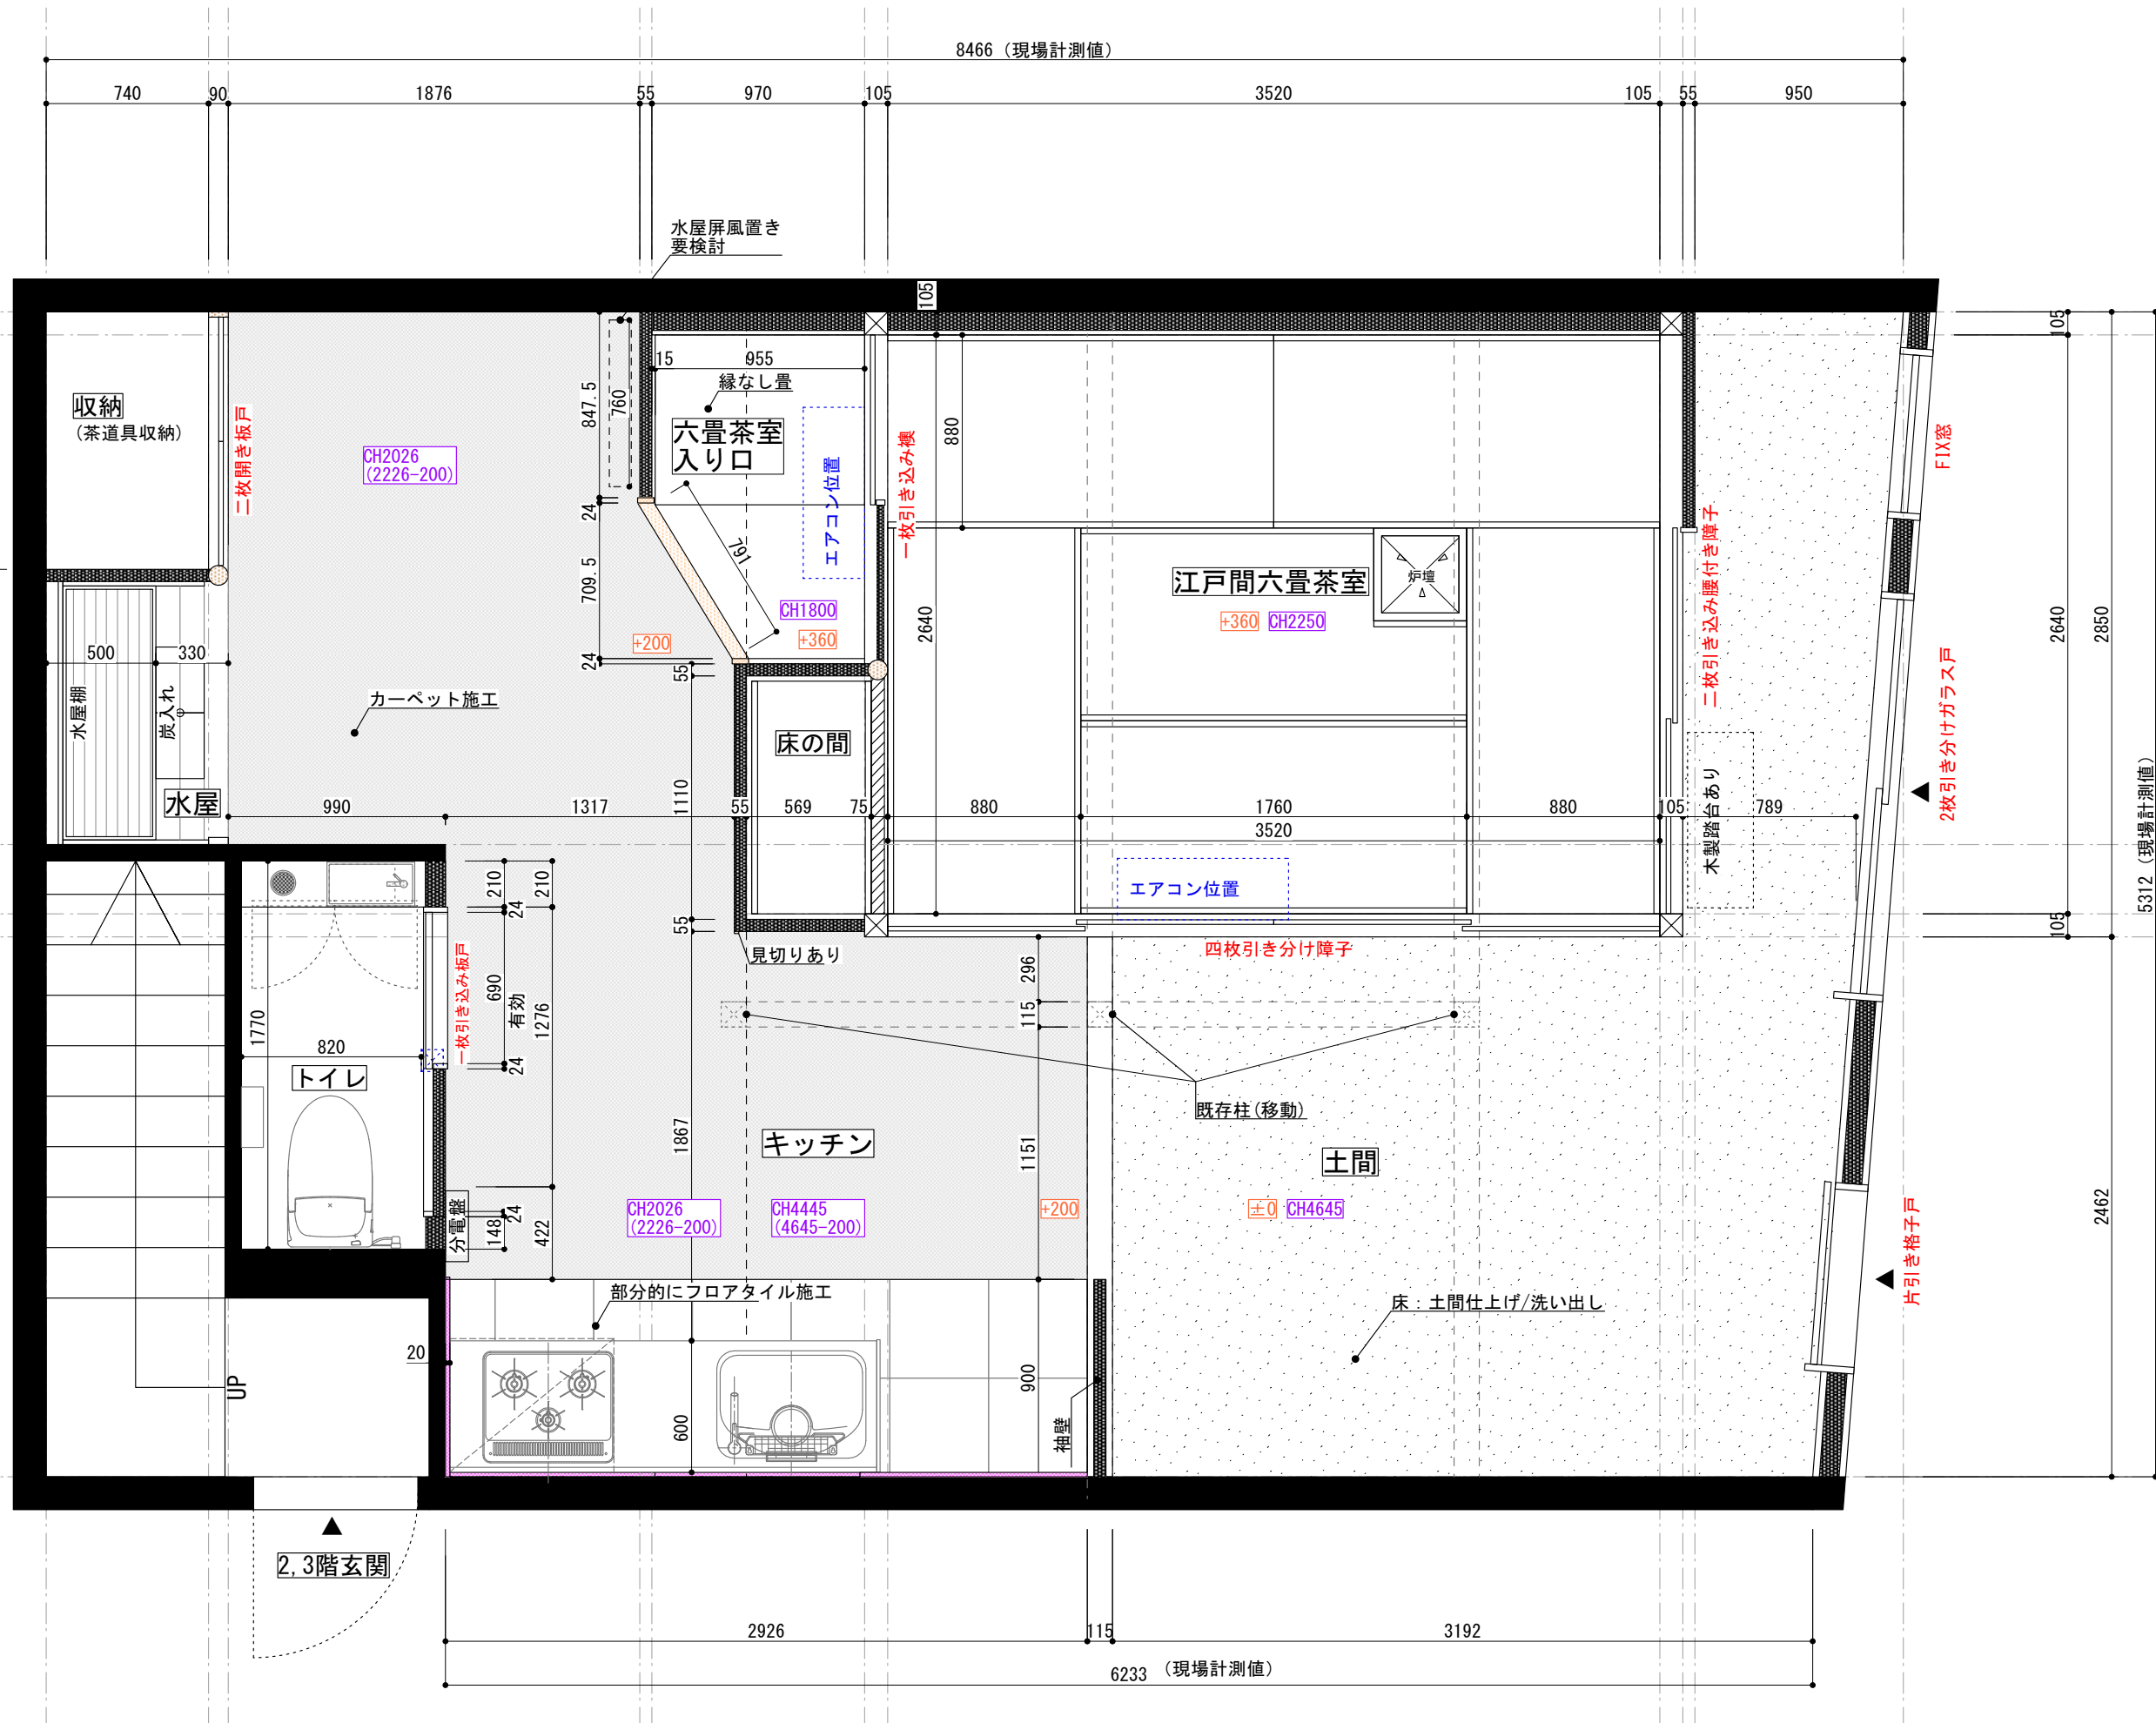 8466 (現場計測値)
740
90
1876
55
970
105
3520
105
55
950
水屋屏風置き
要検討
105
収納
(茶道具収納)
二枚開き板戸
CH2026
(2226-200)
847.5
760
24
709.5
24
15
955
縁なし畳
六畳茶室
入り口
エアコン位置
791
CH1800
+360
+200
一枚引き込み襖
880
2640
江戸間六畳茶室
炉壇
+360
CH2250
二枚引き込み腰付き障子
FIX窓
2枚引き分けガラス戸
105
2640
2850
105
5312 (現場計測値)
2462
500
330
水屋棚
炭入れ
水屋
カーペット施工
55
1110
55
床の間
990
1317
55
569
75
880
1760
880
105
789
3520
木製踏台あり
エアコン位置
見切りあり
四枚引き分け障子
210
24
690
有効
24
210
1276
一枚引き込み板戸
1770
820
トイレ
296
115
1151
既存柱(移動)
1867
キッチン
土間
CH2026
(2226-200)
CH4445
(4645-200)
+200
±0
CH4645
分電盤
148
24
422
片引き格子戸
部分的にフロアタイル施工
床：土間仕上げ/洗い出し
20
600
900
袖壁
UP
2,3階玄関
2926
115
3192
6233 (現場計測値)